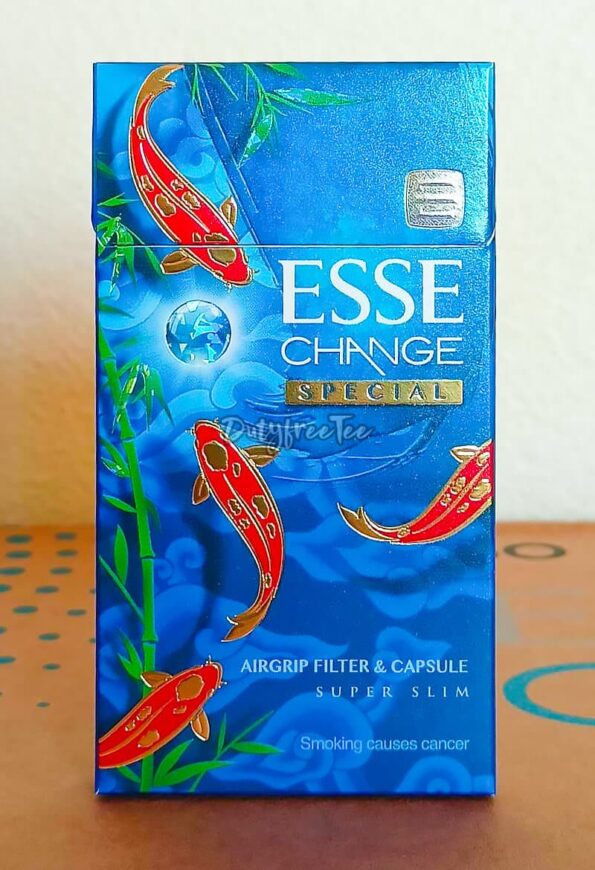 ESSE
CHANGE
SPECIAL
DutyfreeTee
AIRGRIP FILTER & CAPSULE
SUPER SLIM
Smoking causes cancer